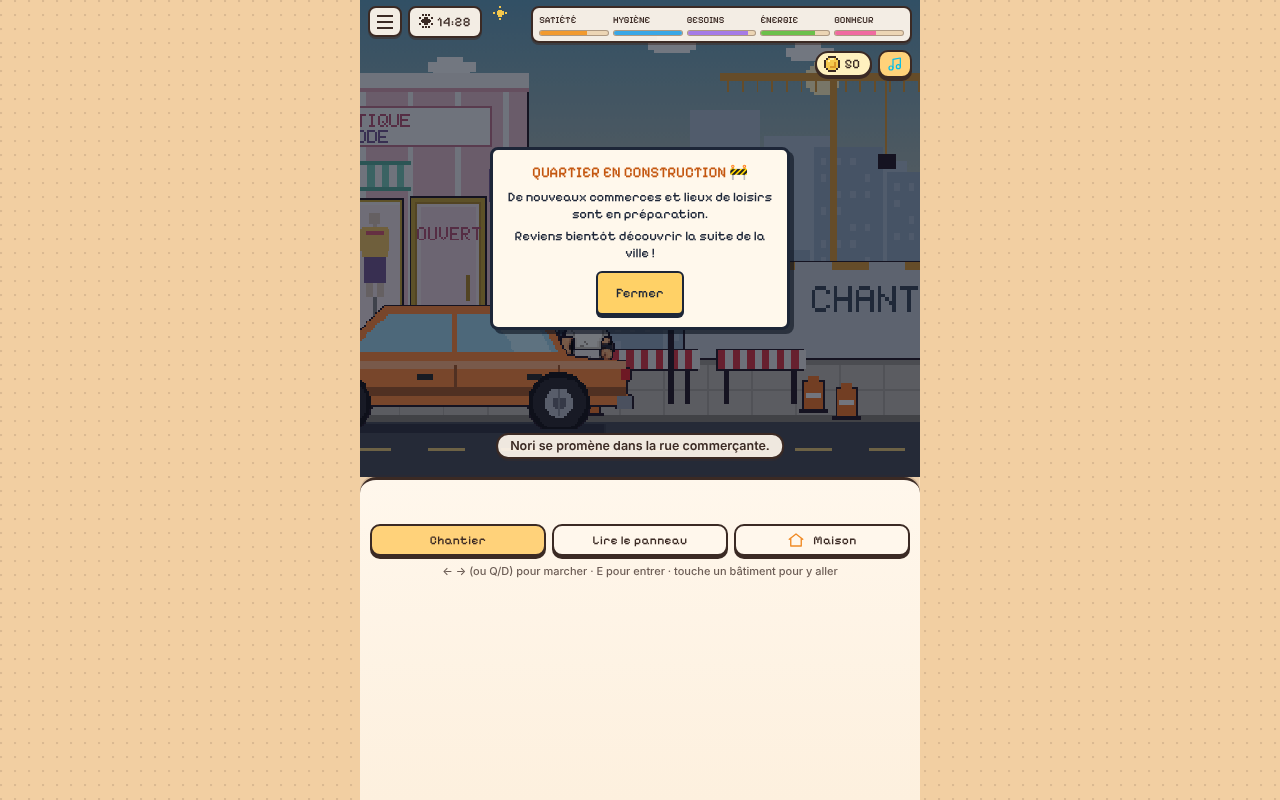 14:28
SATIÉTÉ HYGIÈNE BESOINS ÉNERGIE BONHEUR
80
TIQUE
ODE
OUVERT
QUARTIER EN CONSTRUCTION 🚧
De nouveaux commerces et lieux de loisirs
sont en préparation.
Reviens bientôt découvrir la suite de la
ville !
Fermer
CHANT
Nori se promène dans la rue commerçante.
Chantier
Lire le panneau
Maison
← → (ou Q/D) pour marcher · E pour entrer · touche un bâtiment pour y aller